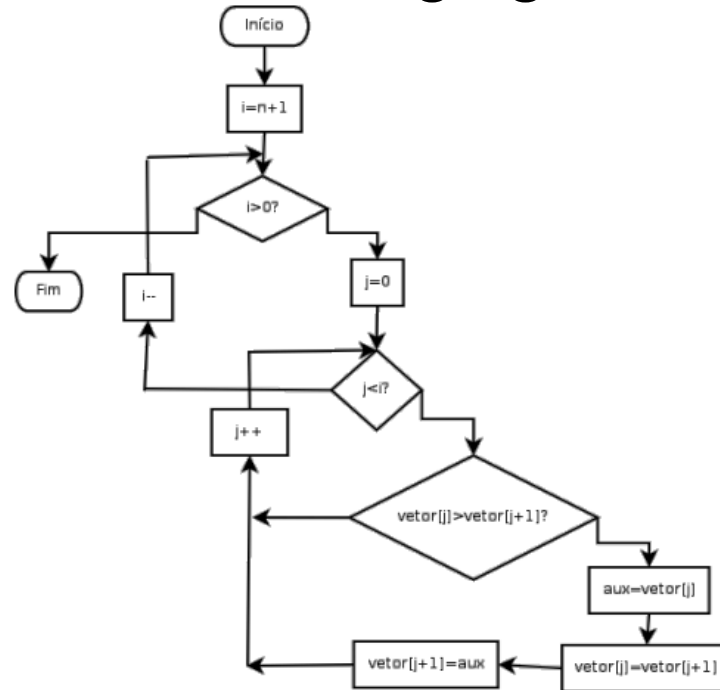 Início
i=n+1
i>0?
j=0
Fim
i--
j<i?
j++
vetor[j]>vetor[j+1]?
aux=vetor[j]
vetor[j]=vetor[j+1]
vetor[j+1]=aux